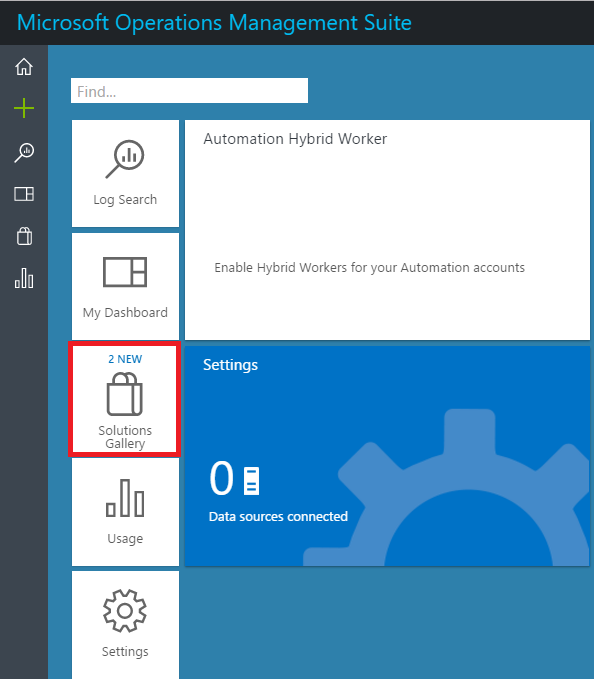 Microsoft Operations Management Suite
Find...
Log Search
Automation Hybrid Worker
Enable Hybrid Workers for your Automation accounts
My Dashboard
2 NEW
Solutions
Gallery
Settings
0
Data sources connected
Usage
Settings